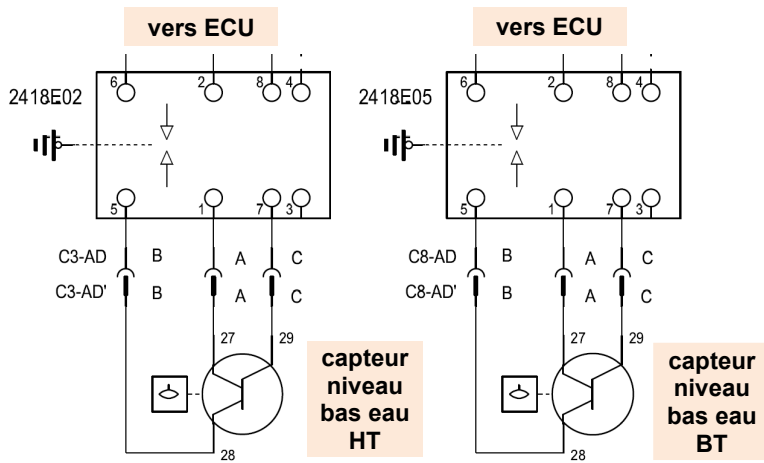 vers ECU
vers ECU
6 2 8 4
6 2 8 4
2418E02
2418E05
5 1 7 3
5 1 7 3
C3-AD B A C
C8-AD B A C
C3-AD' B A C
C8-AD' B A C
27 29
27 29
capteur
niveau
bas eau
HT
capteur
niveau
bas eau
BT
28
28